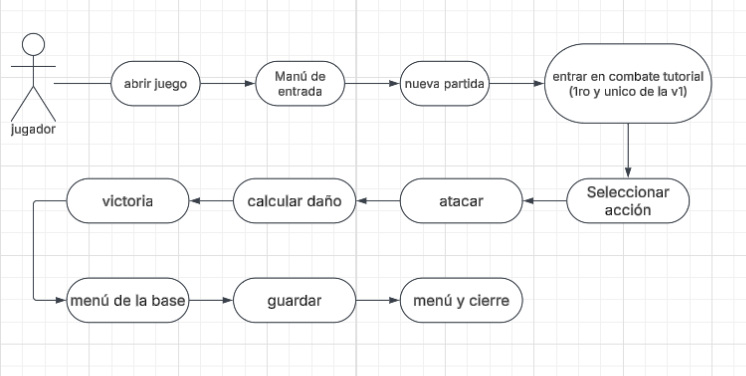 jugador
abrir juego
Manú de
entrada
nueva partida
entrar en combate tutorial
(1ro y unico de la v1)
Seleccionar
acción
atacar
calcular daño
victoria
menú de la base
guardar
menú y cierre